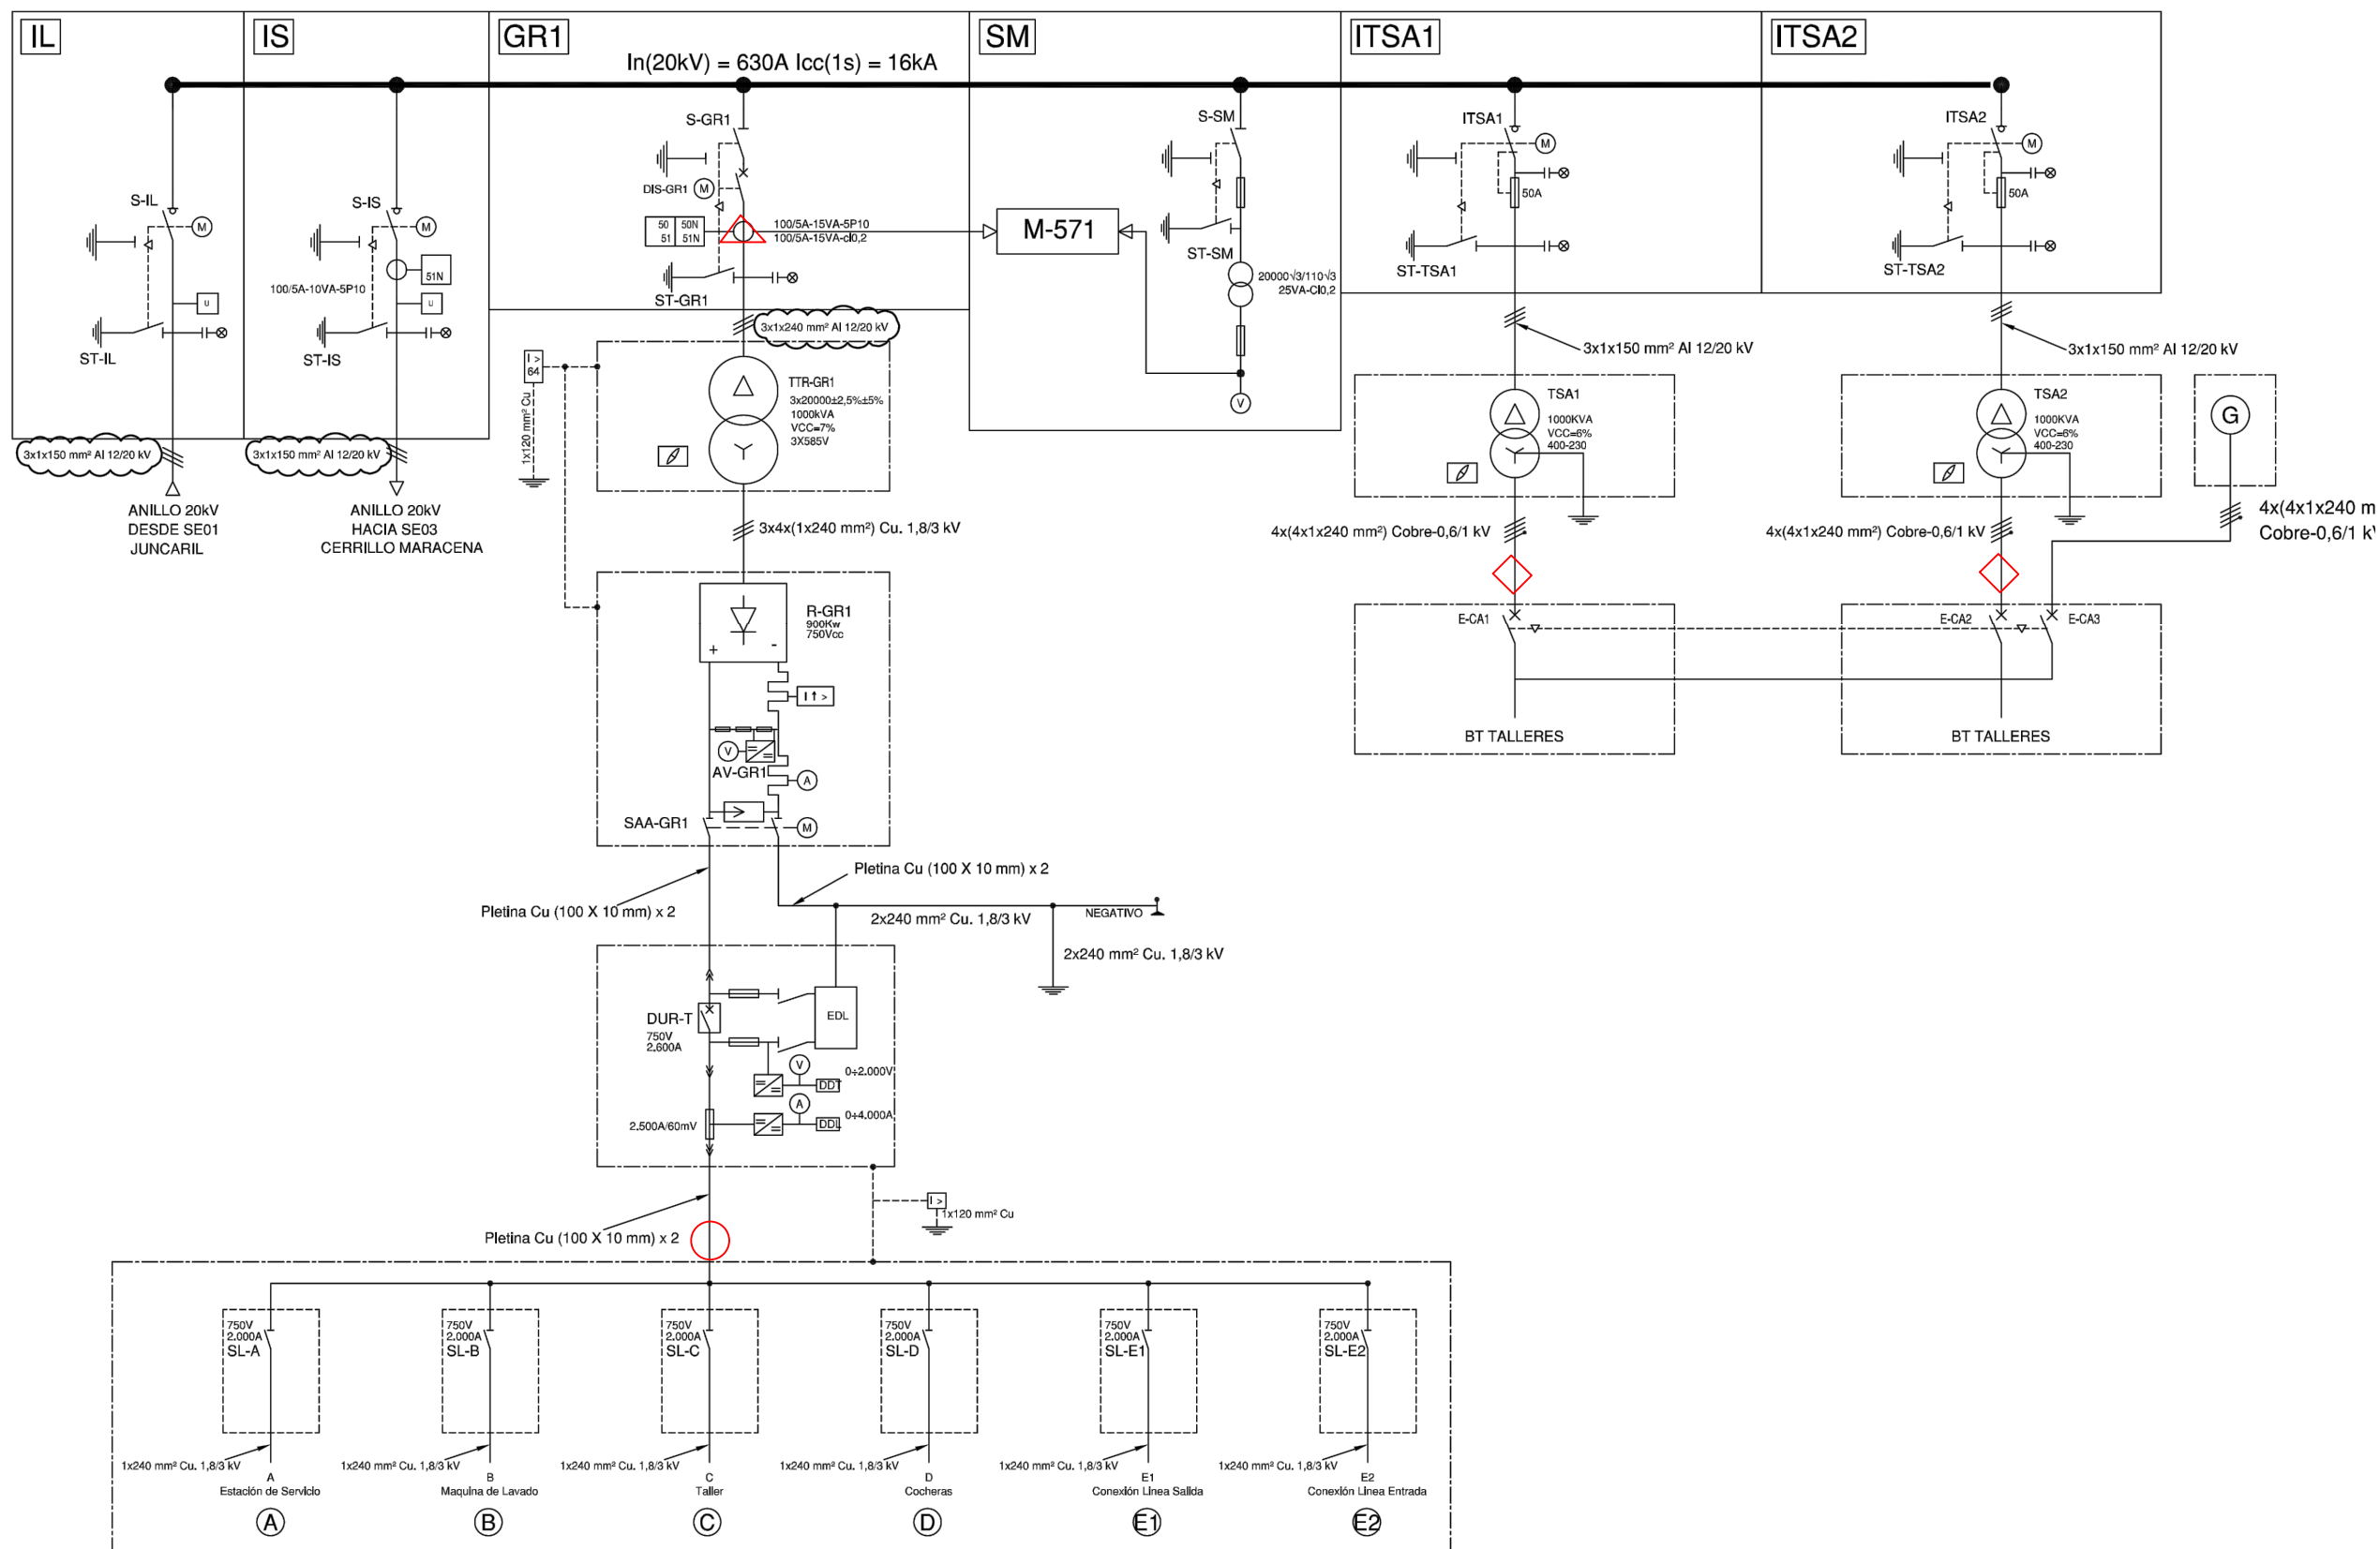 IL
IS
GR1
SM
ITSA1
ITSA2
In(20kV) = 630A Icc(1s) = 16kA
S-IL
M
U
ST-IL
3x1x150 mm² Al 12/20 kV
ANILLO 20kV
DESDE SE01
JUNCARIL
S-IS
M
51N
100/5A-10VA-5P10
U
ST-IS
3x1x150 mm² Al 12/20 kV
ANILLO 20kV
HACIA SE03
CERRILLO MARACENA
S-GR1
DIS-GR1
M
50 50N
51 51N
100/5A-15VA-5P10
100/5A-15VA-cl0,2
ST-GR1
3x1x240 mm² Al 12/20 kV
M-571
S-SM
ST-SM
20000√3/110√3
25VA-Cl0,2
V
ITSA1
M
50A
ST-TSA1
3x1x150 mm² Al 12/20 kV
ITSA2
M
50A
ST-TSA2
3x1x150 mm² Al 12/20 kV
I >
64
1x120 mm² Cu
TTR-GR1
3x20000±2,5%±5%
1000kVA
VCC=7%
3X585V
3x4x(1x240 mm²) Cu. 1,8/3 kV
TSA1
1000KVA
VCC=6%
400-230
4x(4x1x240 mm²) Cobre-0,6/1 kV
TSA2
1000KVA
VCC=6%
400-230
4x(4x1x240 mm²) Cobre-0,6/1 kV
G
4x(4x1x240 m
Cobre-0,6/1 k
E-CA1
E-CA2
E-CA3
BT TALLERES
BT TALLERES
R-GR1
900Kw
750Vcc
+ -
I ↑ >
V
AV-GR1
A
SAA-GR1
M
Pletina Cu (100 X 10 mm) x 2
Pletina Cu (100 X 10 mm) x 2
2x240 mm² Cu. 1,8/3 kV
NEGATIVO
2x240 mm² Cu. 1,8/3 kV
DUR-T
750V
2.600A
EDL
V
DDT
0÷2.000V
A
DDL
0÷4.000A
2.500A/60mV
I >
1x120 mm² Cu
Pletina Cu (100 X 10 mm) x 2
750V
2.000A
SL-A
750V
2.000A
SL-B
750V
2.000A
SL-C
750V
2.000A
SL-D
750V
2.000A
SL-E1
750V
2.000A
SL-E2
1x240 mm² Cu. 1,8/3 kV
1x240 mm² Cu. 1,8/3 kV
1x240 mm² Cu. 1,8/3 kV
1x240 mm² Cu. 1,8/3 kV
1x240 mm² Cu. 1,8/3 kV
1x240 mm² Cu. 1,8/3 kV
A
Estación de Servicio
A
B
Maquina de Lavado
B
C
Taller
C
D
Cocheras
D
E1
Conexión Linea Salida
E1
E2
Conexión Linea Entrada
E2